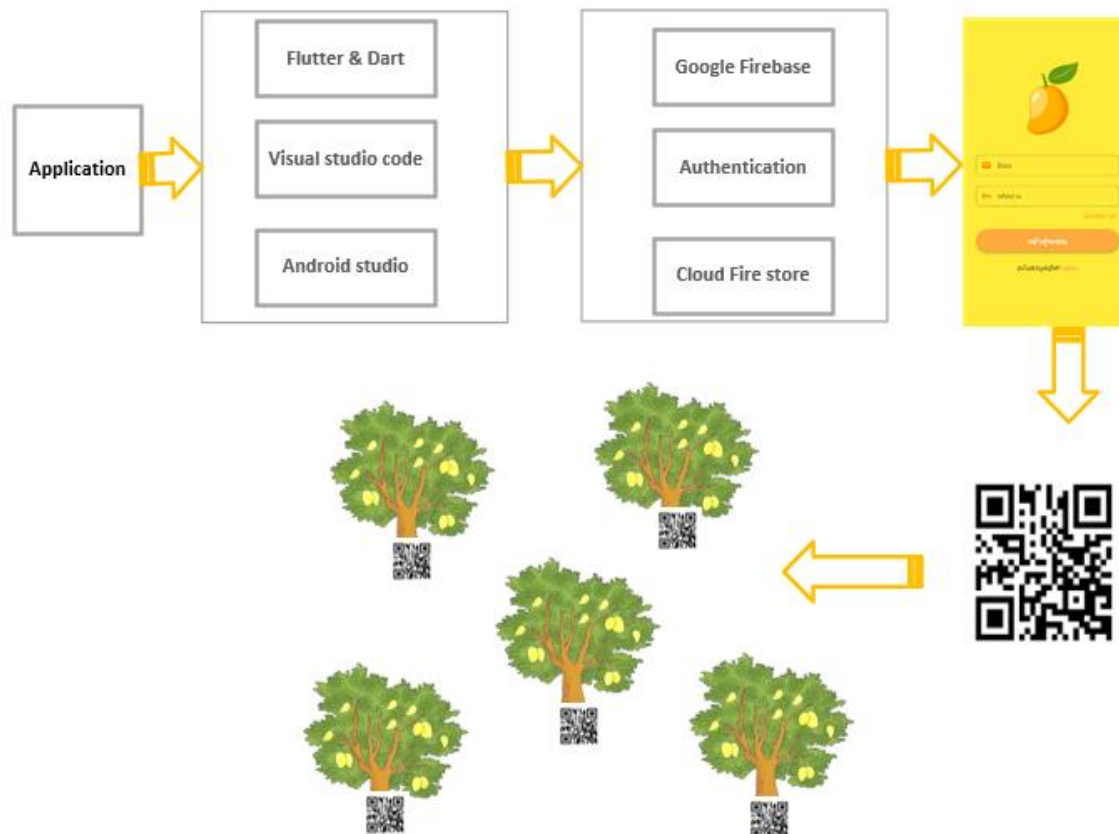 Application
Flutter & Dart
Visual studio code
Android studio
Google Firebase
Authentication
Cloud Fire store